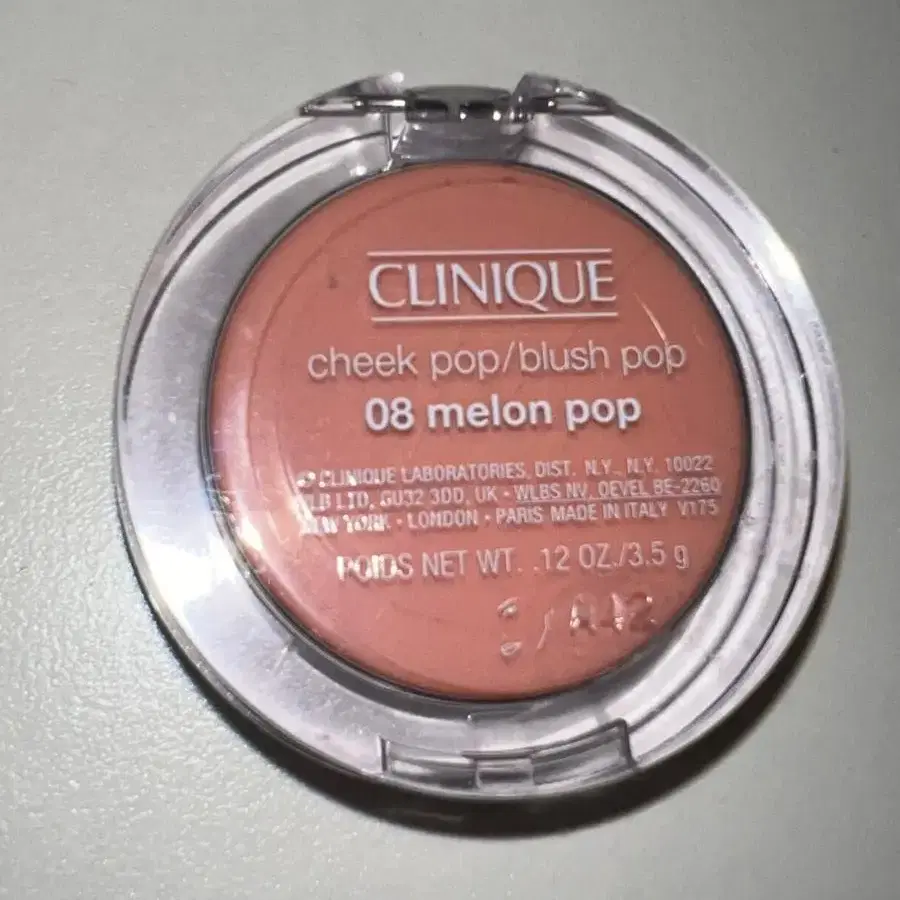 CLINIQUE
cheek pop/blush pop
08 melon pop
CLINIQUE LABORATORIES, DIST. N.Y., N.Y. 10022
LTD, GU32 3DD, UK · WLBS NV, OEVEL BE-2260
NEW YORK · LONDON · PARIS MADE IN ITALY V175
POIDS NET WT. .12 OZ./3.5 g
A42